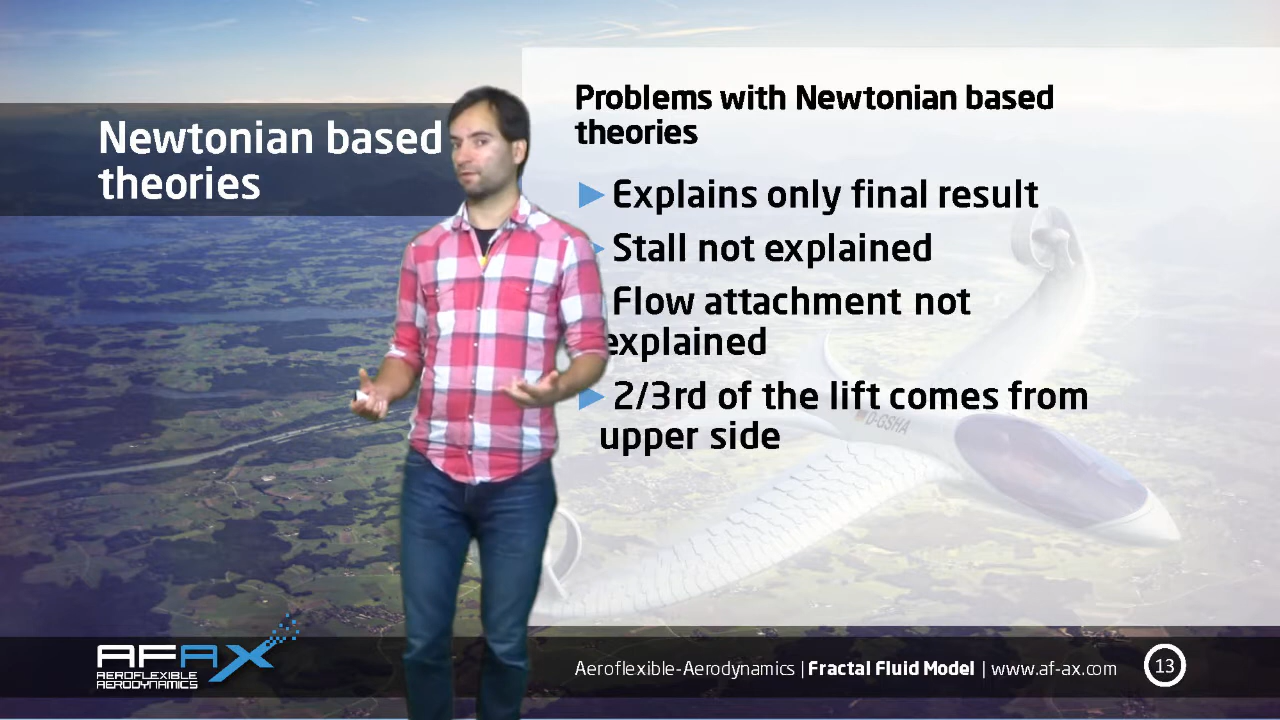 Newtonian based
theories
Problems with Newtonian based
theories
Explains only final result
Stall not explained
Flow attachment not
explained
2/3rd of the lift comes from
upper side
D-GSHA
AFAX
AEROFLEXIBLE
AERODYNAMICS
Aeroflexible-Aerodynamics | Fractal Fluid Model | www.af-ax.com
13